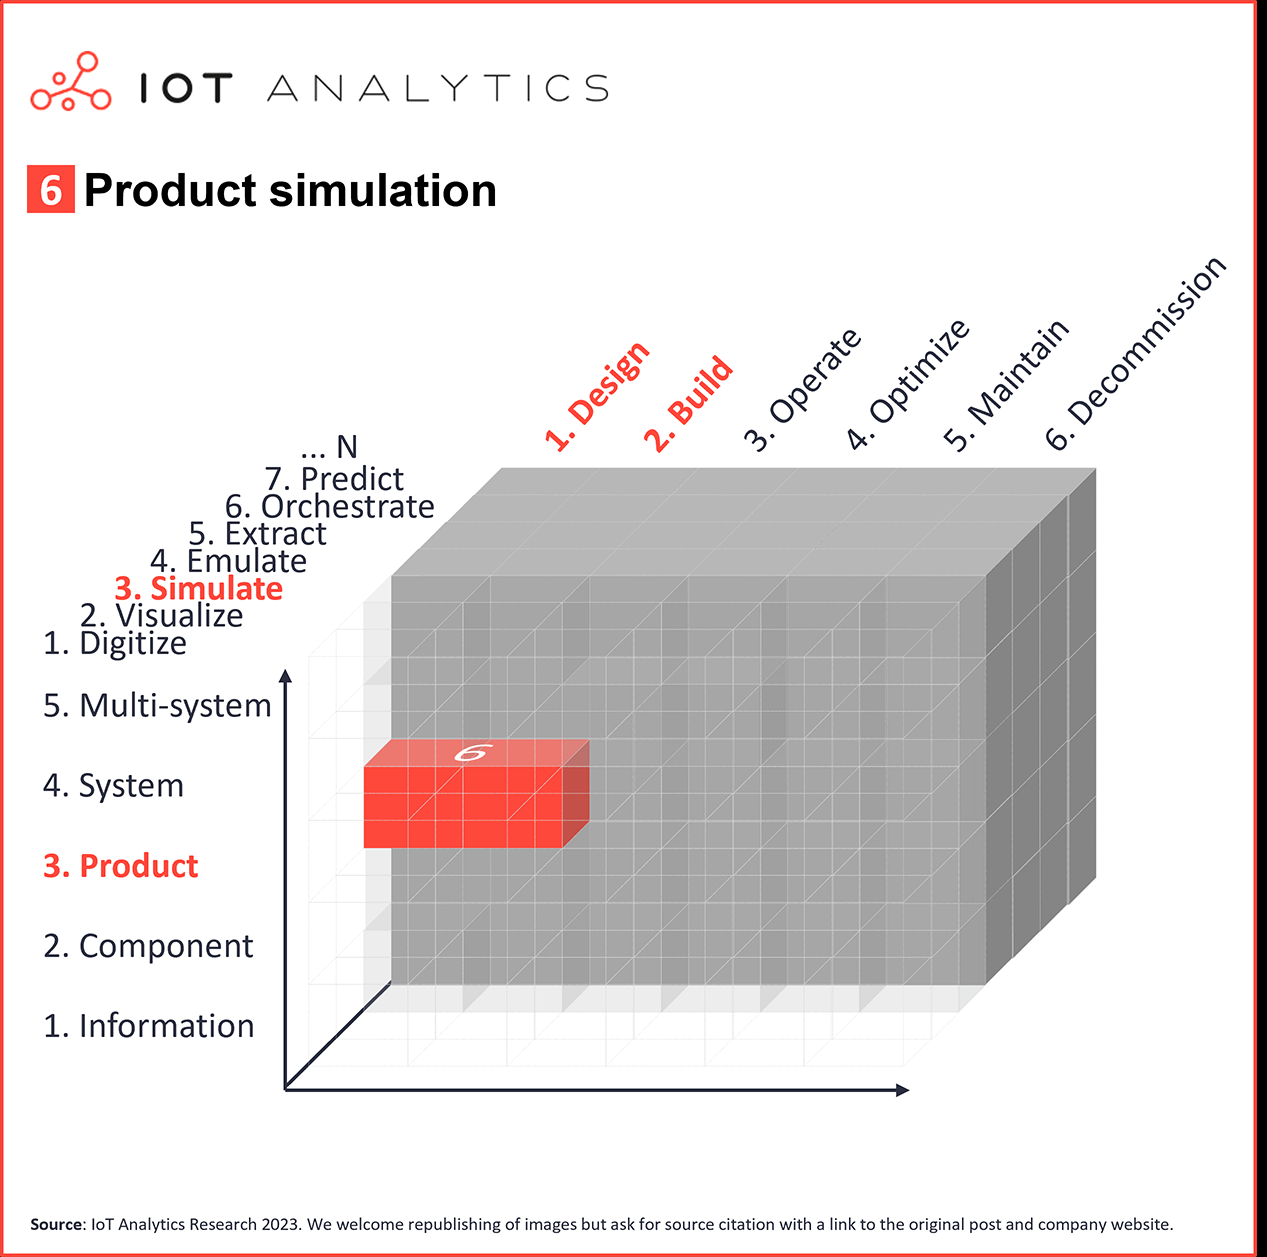 IOT ANALYTICS
6 Product simulation
1. Design
2. Build
3. Operate
4. Optimize
5. Maintain
6. Decommission
... N
7. Predict
6. Orchestrate
5. Extract
4. Emulate
3. Simulate
2. Visualize
1. Digitize
5. Multi-system
4. System
3. Product
2. Component
1. Information
6
Source: IoT Analytics Research 2023. We welcome republishing of images but ask for source citation with a link to the original post and company website.